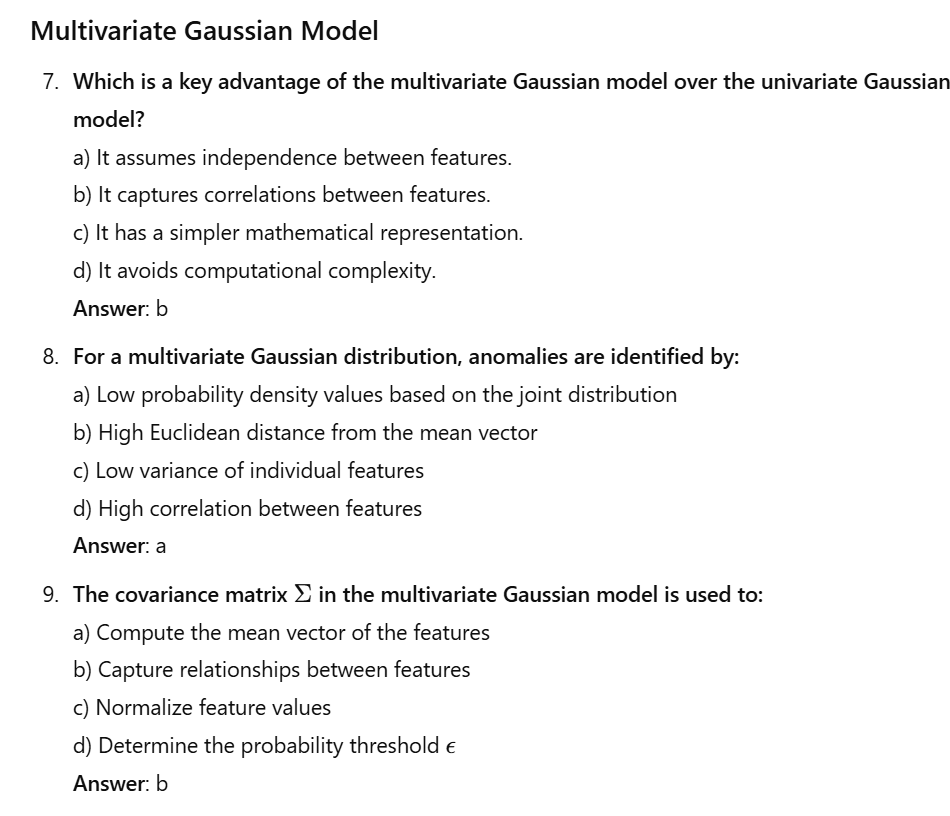 Multivariate Gaussian Model
7. Which is a key advantage of the multivariate Gaussian model over the univariate Gaussian
model?
a) It assumes independence between features.
b) It captures correlations between features.
c) It has a simpler mathematical representation.
d) It avoids computational complexity.
Answer: b
8. For a multivariate Gaussian distribution, anomalies are identified by:
a) Low probability density values based on the joint distribution
b) High Euclidean distance from the mean vector
c) Low variance of individual features
d) High correlation between features
Answer: a
9. The covariance matrix Σ in the multivariate Gaussian model is used to:
a) Compute the mean vector of the features
b) Capture relationships between features
c) Normalize feature values
d) Determine the probability threshold ϵ
Answer: b